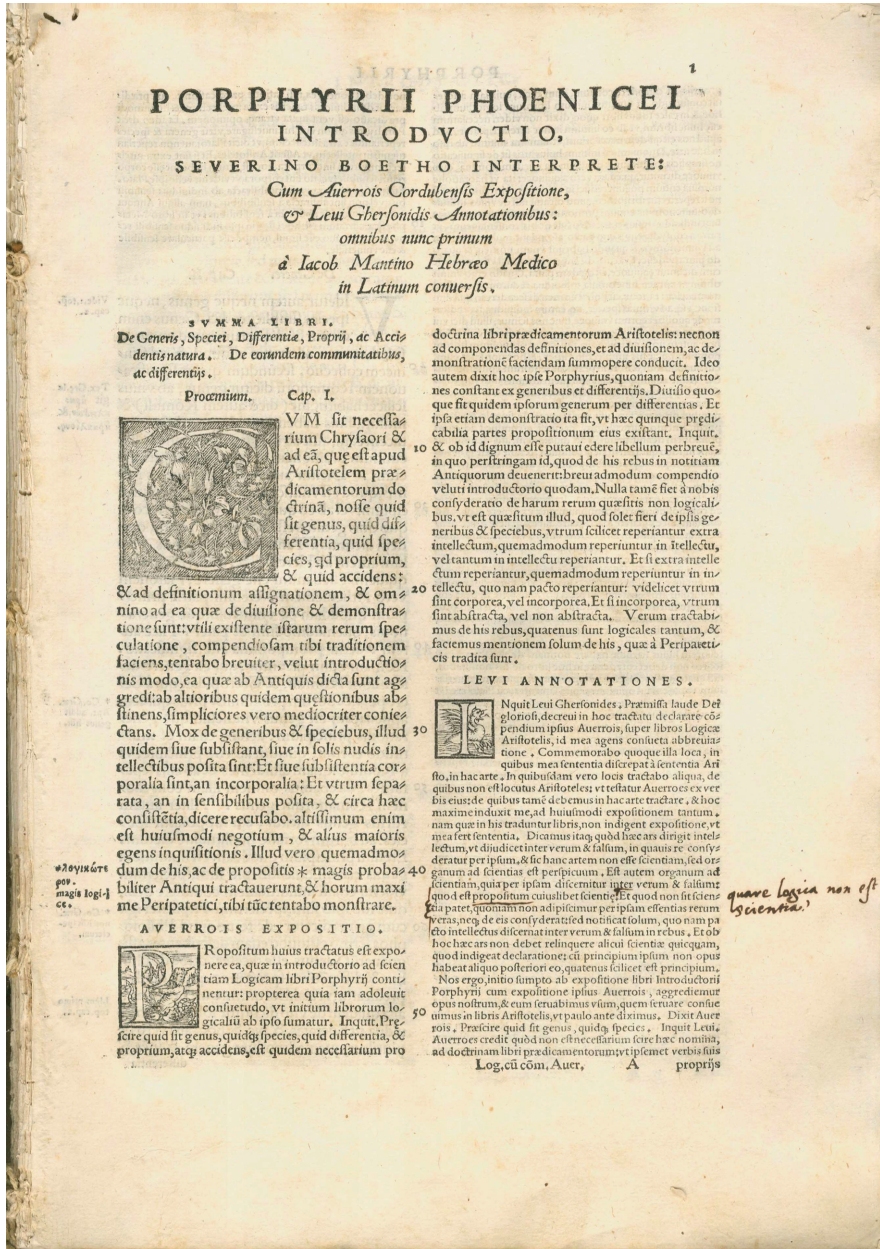 1
PORPHYRII PHOENICEI
INTRODVCTIO,
SEVERINO BOETHO INTERPRETE:
Cum Auerrois Cordubensis Expositione,
& Leui Ghersonidis Annotationibus:
omnibus nunc primum
à Iacob Mantino Hebræo Medico
in Latinum conuersis.
SVMMA LIBRI.
De Generis, Speciei, Differentiæ, Proprij, ac Acci-
dentis natura. De eorundem communitatibus,
ac differentijs.
Proœmium. Cap. I.
CVM sit necessa-
rium Chrysaori &
ad eã, quę est apud
Aristotelem præ-
dicamentorum do
ctrinã, nosse quid
sit genus, quid dif-
ferentia, quid spe-
cies, qd proprium,
& quid accidens:
& ad definitionum assignationem, & om-
nino ad ea quæ de diuisione & demonstra-
tione sunt: vtili existente istarum rerum spe-
culatione, compendiosam tibi traditionem
faciens, tentabo breuiter, velut introductio-
nis modo, ea quæ ab Antiquis dicta sunt ag-
gredi: ab altioribus quidem quęstionibus ab-
stinens, simpliciores vero mediocriter conie-
ctans. Mox de generibus & speciebus, illud
quidem siue subsistant, siue in solis nudis in-
tellectibus posita sint: Et siue subsistentia cor-
poralia sint, an incorporalia: Et vtrum sepa-
rata, an in sensibilibus posita, & circa hæc
consistẽtia, dicere recusabo. altissimum enim
est huiusmodi negotium, & alius maioris
egens inquisitionis. Illud vero quemadmo-
dum de his, ac de propositis * magis proba-
biliter Antiqui tractauerunt, & horum maxi
me Peripatetici, tibi tũc tentabo monstrare.
*λογικώτε
ρον.
magis logi-
ce.
AVERROIS EXPOSITIO.
PRopositum huius tractatus est expo-
nere ea, quæ in introductorio ad scien
tiam Logicam libri Porphyrij conti-
nentur: propterea quia iam adoleuit
consuetudo, vt initium librorum lo-
gicaliũ ab ipso sumatur. Inquit. Pre-
scire quid sit genus, quidq; species, quid differentia, &
proprium, atq; accidens, est quidem necessarium pro
10
20
30
40
50
doctrina libri prædicamentorum Aristotelis: necnon
ad componendas definitiones, et ad diuisionem, ac de-
monstrationẽ faciendam summopere conducit. Ideo
autem dixit hoc ipse Porphyrius, quoniam definitio-
nes constant ex generibus et differentijs. Diuisio quo-
que fit quidem ipsorum generum per differentias. Et
ipsa etiam demonstratio ita fit, vt hæc quinque prędi-
cabilia partes propositionum eius existant. Inquit.
& ob id dignum esse putaui edere libellum perbreuẽ,
in quo perstringam id, quod de his rebus in notitiam
Antiquorum deuenerit: breui admodum compendio
veluti introductorio quodam. Nulla tamẽ fiet à nobis
consyderatio de harum rerum quæsitis non logicali-
bus. vt est quæsitum illud, quod solet fieri de ipsis ge-
neribus & speciebus, vtrum scilicet reperiantur extra
intellectum, quemadmodum reperiuntur in ĩtellectu,
vel tantum in intellectu reperiantur. Et si extra intelle
ctum reperiantur, quemadmodum reperiuntur in in-
tellectu, quo nam pacto reperiantur: videlicet vtrum
sint corporea, vel incorporea. Et si incorporea, vtrum
sint abstracta, vel non abstracta. Verum tractabi-
mus de his rebus, quatenus sunt logicales tantum, &
faciemus mentionem solum de his, quæ à Peripateti-
cis tradita sunt.
LEVI ANNOTATIONES.
INquit Leui Ghersonides. Præmissa laude Dei
gloriosi, decreui in hoc tractatu declarare cõ-
pendium ipsius Auerrois, super libros Logicæ
Aristotelis, id mea agens consueta abbreuia-
tione. Commemorabo quoque illa loca, in
quibus mea sententia discrepat à sententia Ari
sto, in hac arte. In quibusdam vero locis tractabo aliqua, de
quibus non est locutus Aristoteles: vt testatur Auerroes ex ver
bis eius: de quibus tamẽ debemus in hac arte tractare. & hoc
maxime induxit me, ad huiusmodi expositionem tantum.
nam quæ in his traduntur libris, non indigent expositione, vt
mea fert sententia. Dicamus itaq; quòd hæc ars dirigit intel-
lectum, vt dijudicet inter verum & falsum, in quauis re consy-
deratur per ipsum, & sic hanc artem non esse scientiam, sed or-
ganum ad scientias est perspicuum. Est autem organum ad
scientiam, quia per ipsam discernitur inter verum & falsum:
quod est propositum cuiuslibet scientię. Et quod non sit scien-
tia patet, quoniam non adipiscimur per ipsam essentias rerum
veras, neq; de eis consyderat: sed notificat solum, quo nam pa
cto intellectus discernat inter verum & falsum in rebus. Et ob
hoc hæc ars non debet relinquere alicui scientiæ quicquam,
quod indigeat declaratione: cũ principium ipsum non opus
habeat aliquo posteriori eo, quatenus scilicet est principium.
Nos ergo, initio sumpto ab expositione libri Introductorii
Porphyrij cum expositione ipsius Auerrois, aggrediemur
opus nostrum, & eum seruabimus vsum, quem seruare consue
uimus in libris Aristotelis, vt paulo ante diximus. Dixit Auer
rois. Præscire quid sit genus, quidq; species. Inquit Leui.
Auerroes credit quòd non est necessarium scire hæc nomina,
ad doctrinam libri prædicamentorum; vt ipsemet verbis suis
quare logica non est
scientia.
Log. cũ cõm. Auer. A proprijs